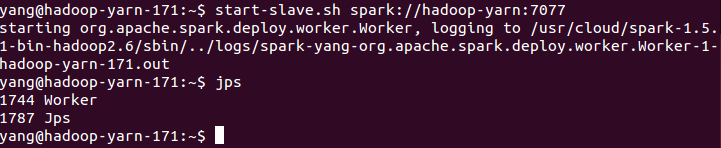 yang@hadoop-yarn-171:~$ start-slave.sh spark://hadoop-yarn:7077
starting org.apache.spark.deploy.worker.Worker, logging to /usr/cloud/spark-1.5.
1-bin-hadoop2.6/sbin/../logs/spark-yang-org.apache.spark.deploy.worker.Worker-1-
hadoop-yarn-171.out
yang@hadoop-yarn-171:~$ jps
1744 Worker
1787 Jps
yang@hadoop-yarn-171:~$